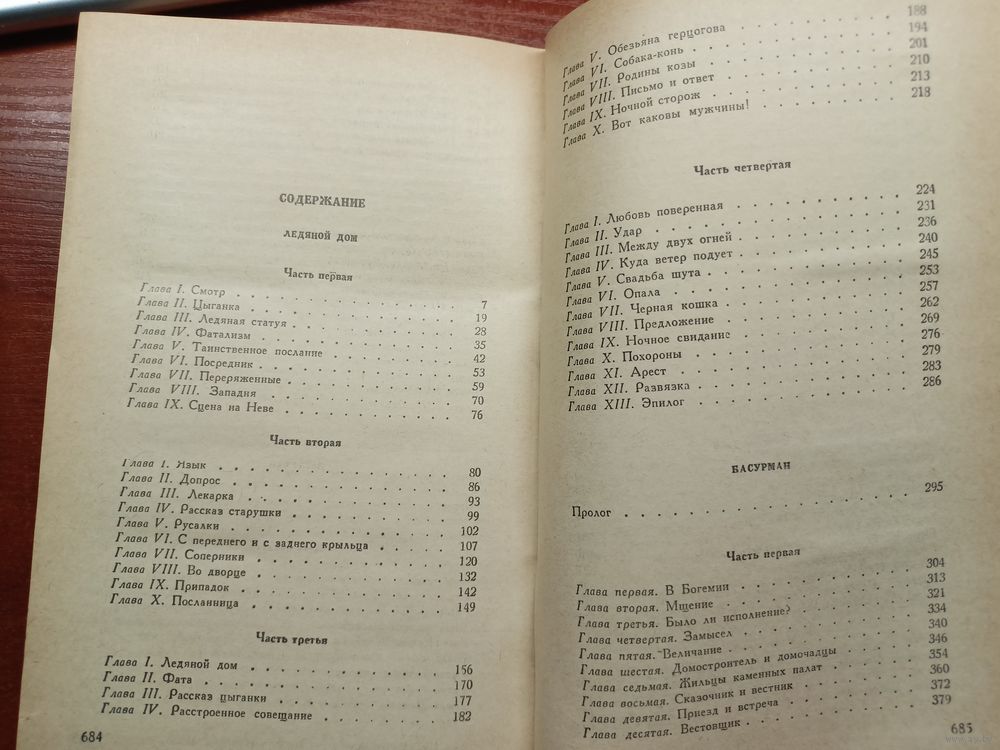 СОДЕРЖАНИЕ
ЛЕДЯНОЙ ДОМ
Часть первая
Глава I. Смотр . . . 7
Глава II. Цыганка . . . 19
Глава III. Ледяная статуя . . . 28
Глава IV. Фатализм . . . 35
Глава V. Таинственное послание . . . 42
Глава VI. Посредник . . . 53
Глава VII. Переряженные . . . 59
Глава VIII. Западня . . . 70
Глава IX. Сцена на Неве . . . 76
Часть вторая
Глава I. Язык . . . 80
Глава II. Допрос . . . 86
Глава III. Лекарка . . . 93
Глава IV. Рассказ старушки . . . 99
Глава V. Русалки . . . 102
Глава VI. С переднего и с заднего крыльца . . . 107
Глава VII. Соперники . . . 120
Глава VIII. Во дворце . . . 132
Глава IX. Припадок . . . 142
Глава X. Посланница . . . 149
Часть третья
Глава I. Ледяной дом . . . 156
Глава II. Фата . . . 170
Глава III. Рассказ цыганки . . . 177
Глава IV. Расстроенное совещание . . . 182
684
Глава V. Обезьяна герцогова . . . 188
Глава VI. Собака-конь . . . 194
Глава VII. Родины козы . . . 201
Глава VIII. Письмо и ответ . . . 210
Глава IX. Ночной сторож . . . 213
Глава X. Вот каковы мужчины! . . . 218
Часть четвертая
Глава I. Любовь поверенная . . . 224
Глава II. Удар . . . 231
Глава III. Между двух огней . . . 236
Глава IV. Куда ветер подует . . . 240
Глава V. Свадьба шута . . . 245
Глава VI. Опала . . . 253
Глава VII. Черная кошка . . . 257
Глава VIII. Предложение . . . 262
Глава IX. Ночное свидание . . . 269
Глава X. Похороны . . . 276
Глава XI. Арест . . . 279
Глава XII. Развязка . . . 283
Глава XIII. Эпилог . . . 286
БАСУРМАН
Пролог . . . 295
Часть первая
Глава первая. В Богемии . . . 304
Глава вторая. Мщение . . . 313
Глава третья. Было ли исполнение? . . . 321
Глава четвертая. Замысел . . . 334
Глава пятая. Величание . . . 340
Глава шестая. Домостроитель и домочадцы . . . 346
Глава седьмая. Жильцы каменных палат . . . 354
Глава восьмая. Сказочник и вестник . . . 360
Глава девятая. Приезд и встреча . . . 372
Глава десятая. Вестовщик . . . 379
685